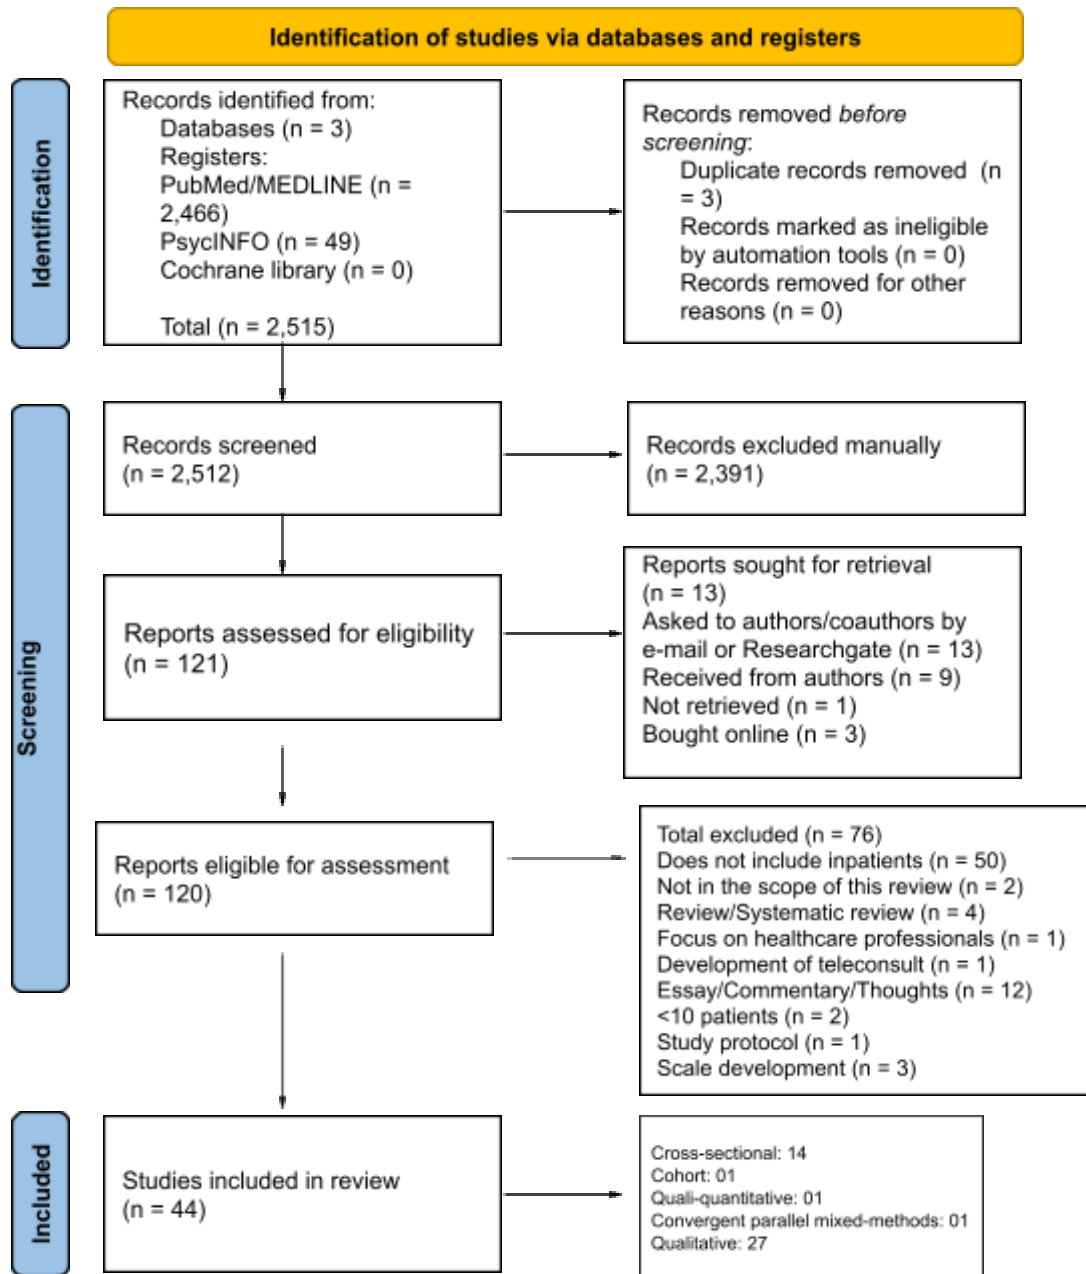 Identification of studies via databases and registers
Identification
Records identified from:
Databases (n = 3)
Registers:
PubMed/MEDLINE (n =
2,466)
PsycINFO (n = 49)
Cochrane library (n = 0)
Total (n = 2,515)
Records removed before
screening:
Duplicate records removed (n
= 3)
Records marked as ineligible
by automation tools (n = 0)
Records removed for other
reasons (n = 0)
Screening
Records screened
(n = 2,512)
Records excluded manually
(n = 2,391)
Reports assessed for eligibility
(n = 121)
Reports sought for retrieval
(n = 13)
Asked to authors/coauthors by
e-mail or Researchgate (n = 13)
Received from authors (n = 9)
Not retrieved (n = 1)
Bought online (n = 3)
Reports eligible for assessment
(n = 120)
Total excluded (n = 76)
Does not include inpatients (n = 50)
Not in the scope of this review (n = 2)
Review/Systematic review (n = 4)
Focus on healthcare professionals (n = 1)
Development of teleconsult (n = 1)
Essay/Commentary/Thoughts (n = 12)
<10 patients (n = 2)
Study protocol (n = 1)
Scale development (n = 3)
Included
Studies included in review
(n = 44)
Cross-sectional: 14
Cohort: 01
Quali-quantitative: 01
Convergent parallel mixed-methods: 01
Qualitative: 27